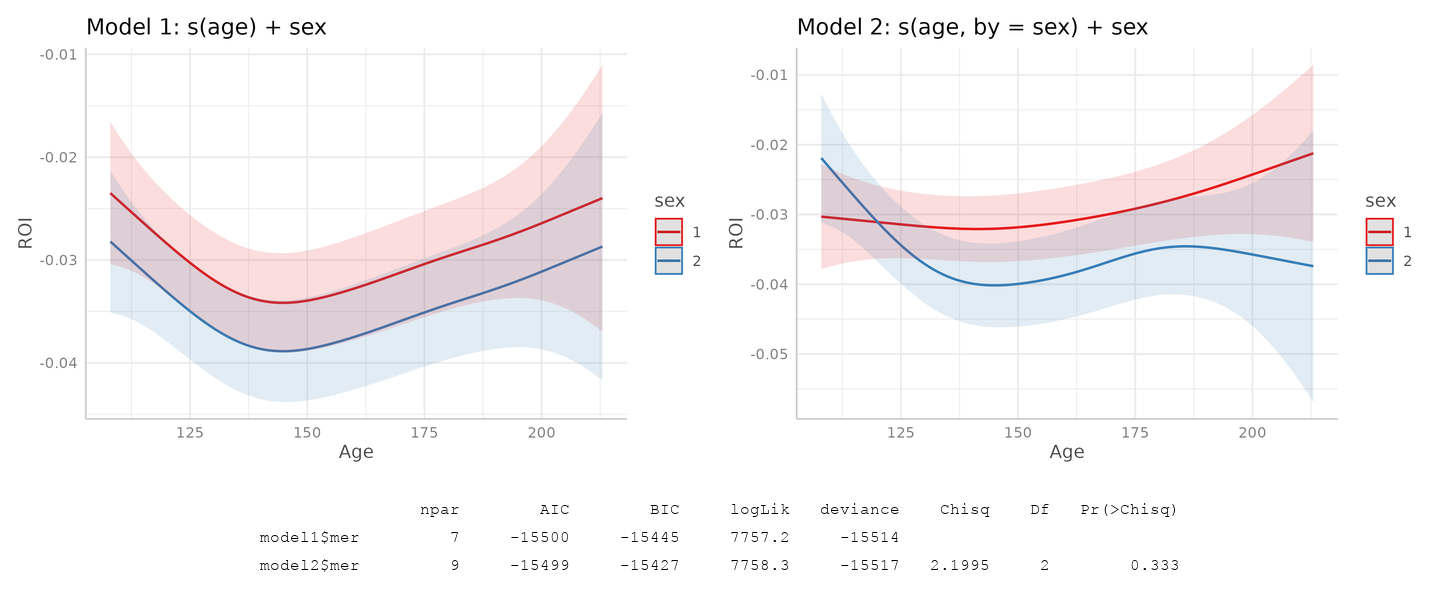 Model 1: s(age) + sex
-0.01
-0.02
-0.03
-0.04
ROI
125 150 175 200
Age
sex
1
2
Model 2: s(age, by = sex) + sex
-0.01
-0.02
-0.03
-0.04
-0.05
ROI
125 150 175 200
Age
sex
1
2
npar AIC BIC logLik deviance Chisq Df Pr(>Chisq)
model1$mer 7 -15500 -15445 7757.2 -15514
model2$mer 9 -15499 -15427 7758.3 -15517 2.1995 2 0.333